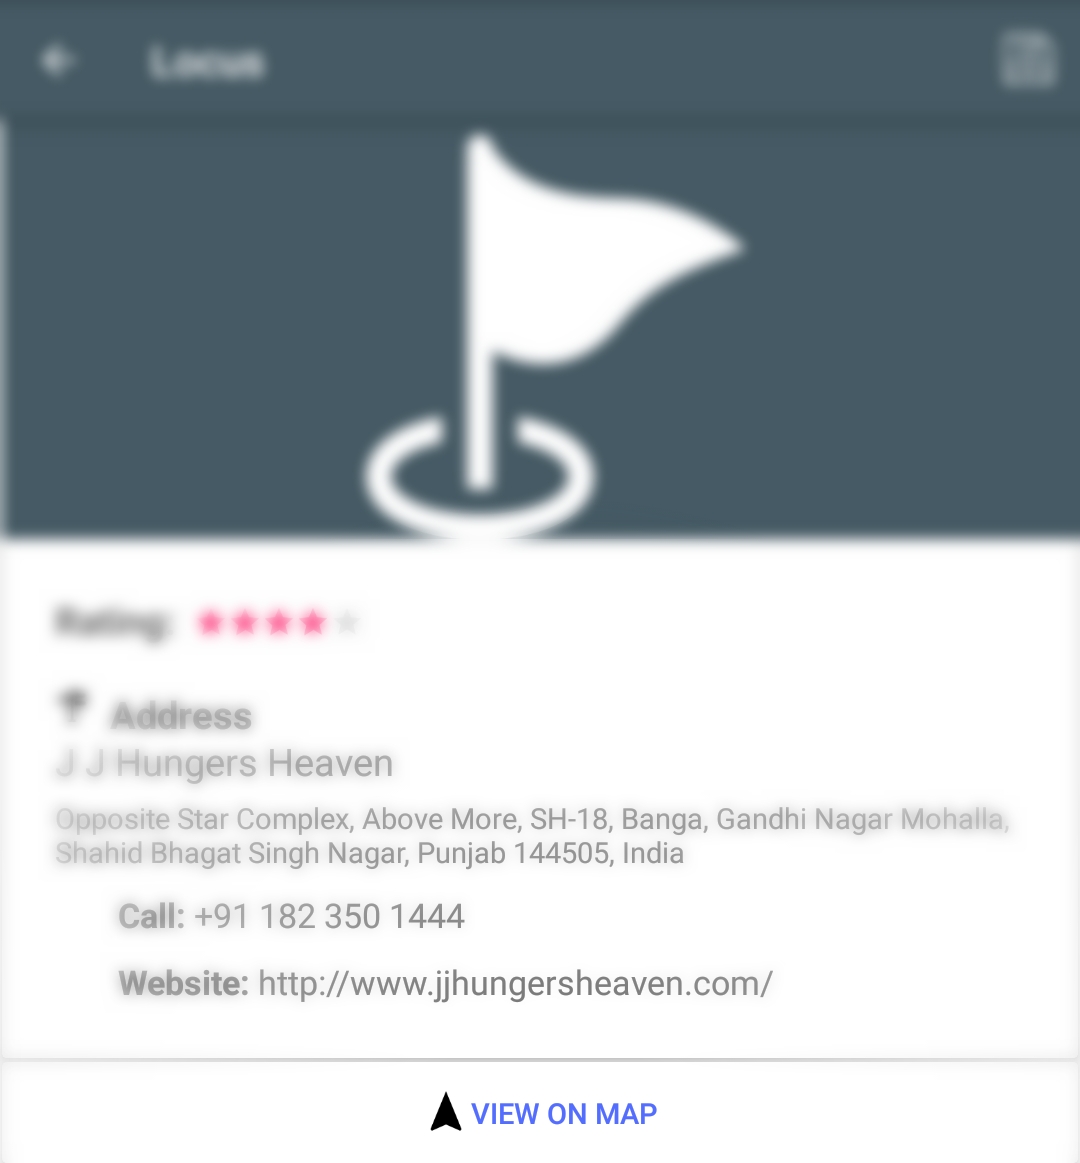 Locus
Rating:
Address
J J Hungers Heaven
Opposite Star Complex, Above More, SH-18, Banga, Gandhi Nagar Mohalla,
Shahid Bhagat Singh Nagar, Punjab 144505, India
Call: +91 182 350 1444
Website: http://www.jjhungersheaven.com/
VIEW ON MAP